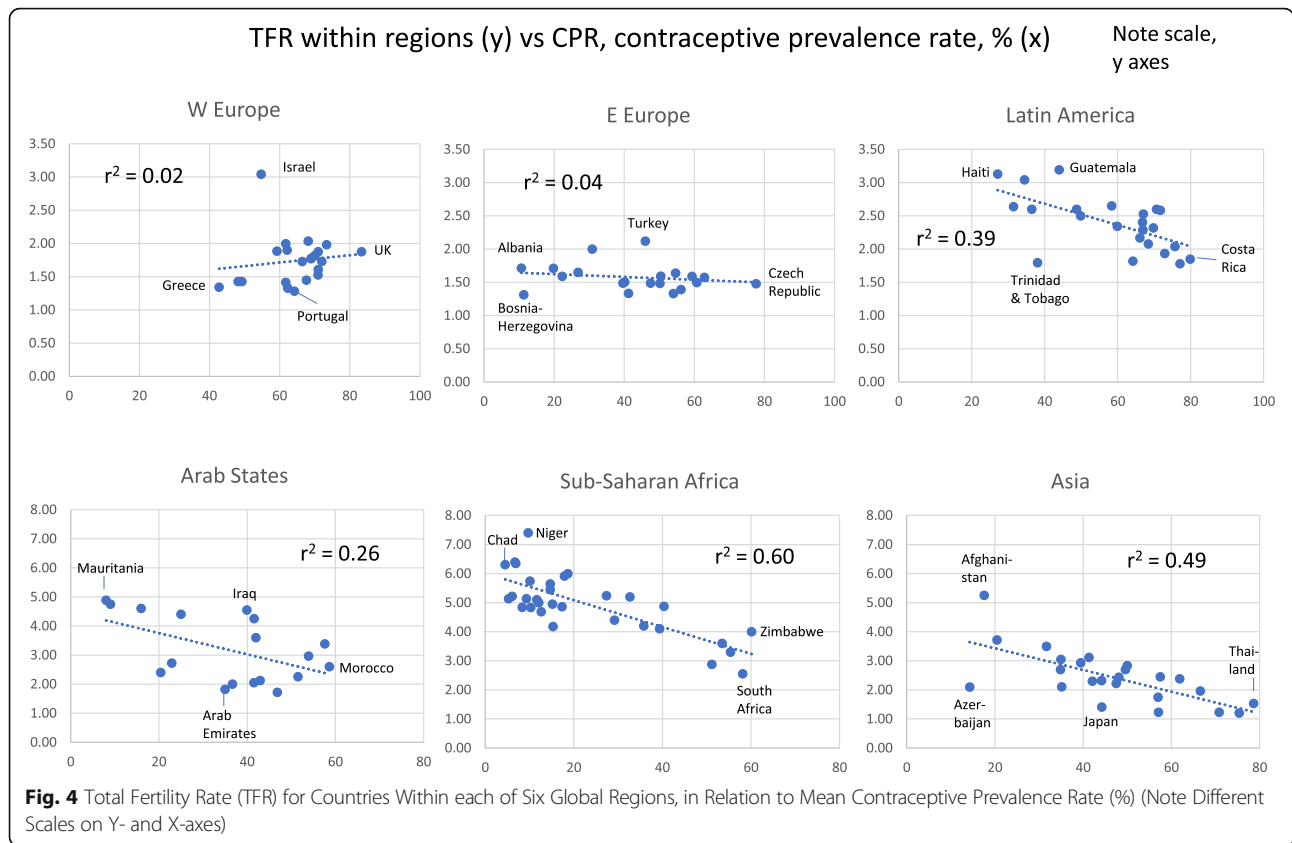 TFR within regions (y) vs CPR, contraceptive prevalence rate, % (x)
Note scale,
y axes
W Europe
3.50
3.00
2.50
2.00
1.50
1.00
0.50
0.00
0 20 40 60 80 100
r² = 0.02
Israel
UK
Greece
Portugal
E Europe
3.50
3.00
2.50
2.00
1.50
1.00
0.50
0.00
0 20 40 60 80 100
r² = 0.04
Turkey
Albania
Czech
Republic
Bosnia-
Herzegovina
Latin America
3.50
3.00
2.50
2.00
1.50
1.00
0.50
0.00
0 20 40 60 80 100
Haiti
Guatemala
r² = 0.39
Costa
Rica
Trinidad
& Tobago
Arab States
8.00
7.00
6.00
5.00
4.00
3.00
2.00
1.00
0.00
0 20 40 60 80
r² = 0.26
Mauritania
Iraq
Morocco
Arab
Emirates
Sub-Saharan Africa
8.00
7.00
6.00
5.00
4.00
3.00
2.00
1.00
0.00
0 20 40 60 80
Chad
Niger
r² = 0.60
Zimbabwe
South
Africa
Asia
8.00
7.00
6.00
5.00
4.00
3.00
2.00
1.00
0.00
0 20 40 60 80
Afghani-
stan
r² = 0.49
Thai-
land
Azer-
baijan
Japan
Fig. 4 Total Fertility Rate (TFR) for Countries Within each of Six Global Regions, in Relation to Mean Contraceptive Prevalence Rate (%) (Note Different
Scales on Y- and X-axes)